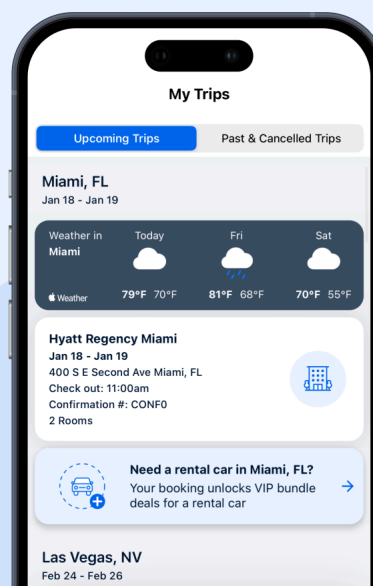 My Trips
Upcoming Trips
Past & Cancelled Trips
Miami, FL
Jan 18 - Jan 19
Weather in
Miami
Today
Fri
Sat
Weather
79°F 70°F
81°F 68°F
70°F 55°F
Hyatt Regency Miami
Jan 18 - Jan 19
400 S E Second Ave Miami, FL
Check out: 11:00am
Confirmation #: CONF0
2 Rooms
Need a rental car in Miami, FL?
Your booking unlocks VIP bundle
deals for a rental car
Las Vegas, NV
Feb 24 - Feb 26